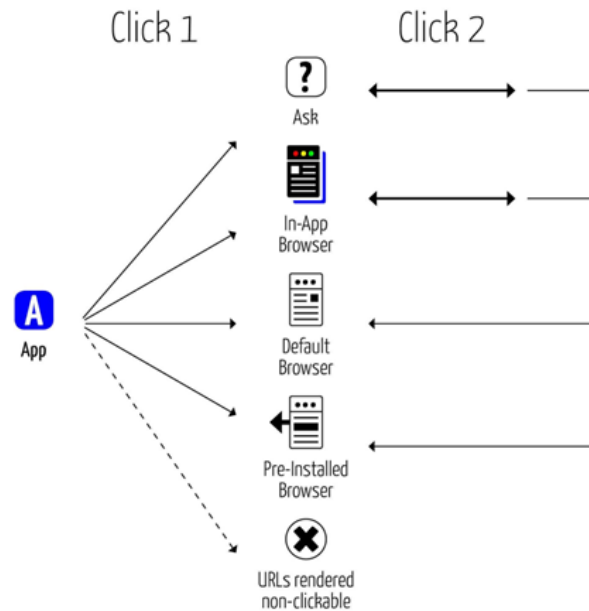 Click 1
Click 2
?
Ask
In-App
Browser
A
App
Default
Browser
Pre-Installed
Browser
URLs rendered
non-clickable